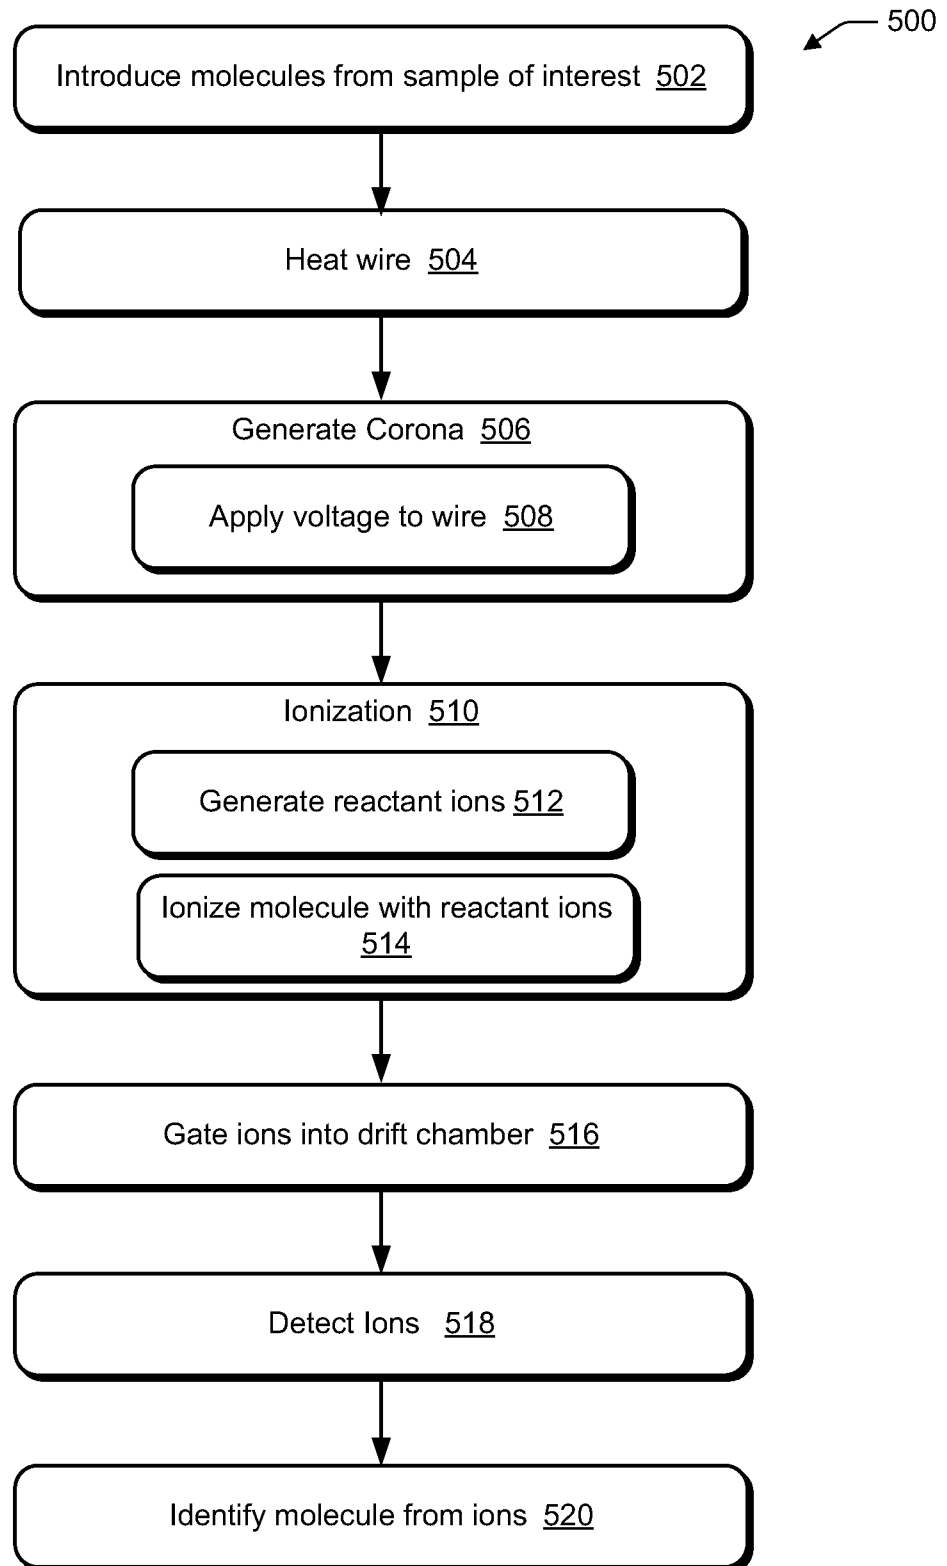 500
Introduce molecules from sample of interest 502
Heat wire 504
Generate Corona 506
Apply voltage to wire 508
Ionization 510
Generate reactant ions 512
Ionize molecule with reactant ions
514
Gate ions into drift chamber 516
Detect Ions 518
Identify molecule from ions 520